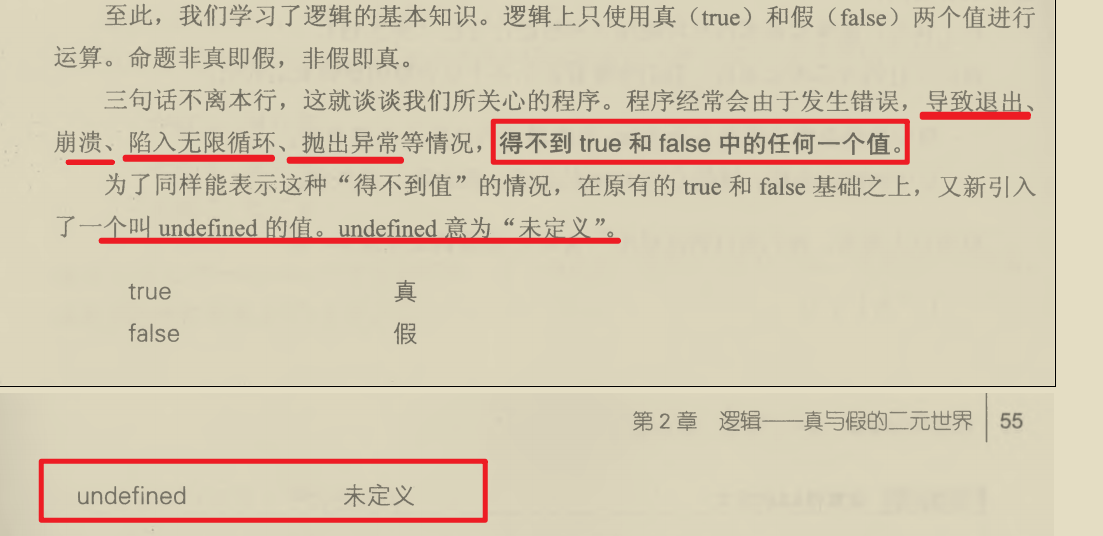 至此，我们学习了逻辑的基本知识。逻辑上只使用真（true）和假（false）两个值进行
运算。命题非真即假，非假即真。
三句话不离本行，这就谈谈我们所关心的程序。程序经常会由于发生错误，导致退出、
崩溃、陷入无限循环、抛出异常等情况，得不到 true 和 false 中的任何一个值。
为了同样能表示这种“得不到值”的情况，在原有的 true 和 false 基础之上，又新引入
了一个叫 undefined 的值。undefined 意为“未定义”。
true 真
false 假
第 2 章 逻辑——真与假的二元世界 55
undefined 未定义